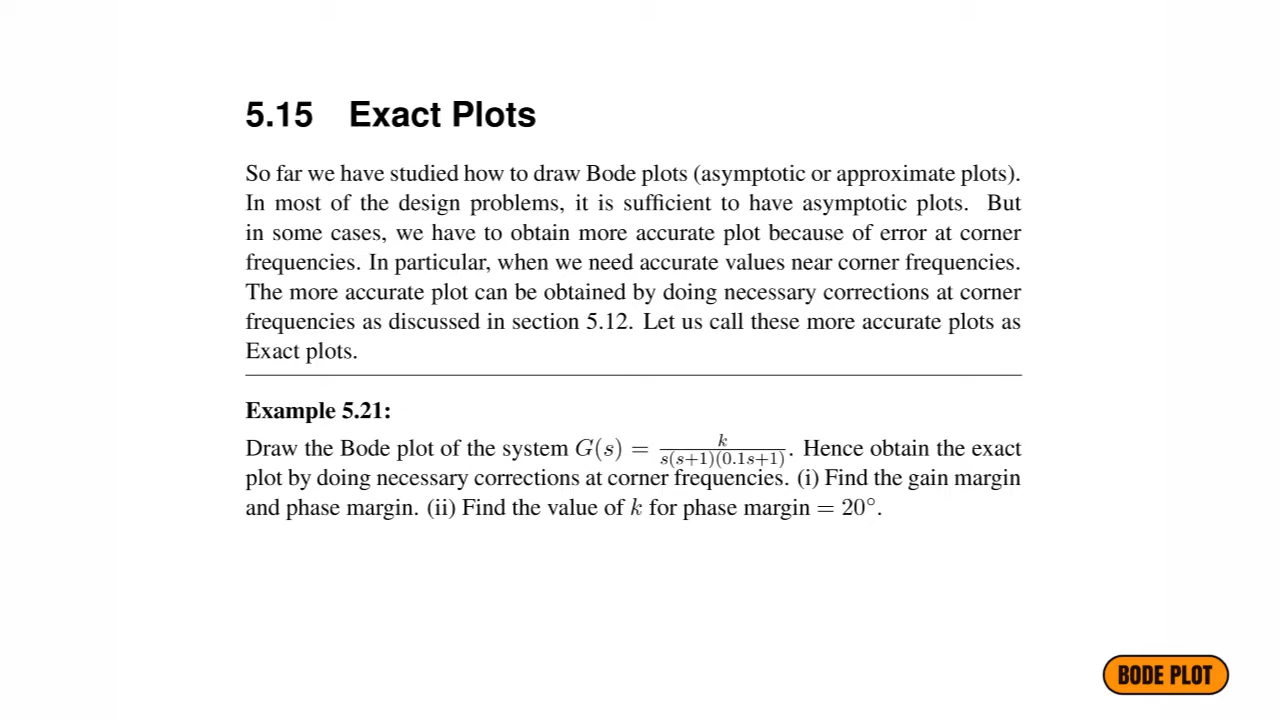 5.15 Exact Plots
So far we have studied how to draw Bode plots (asymptotic or approximate plots).
In most of the design problems, it is sufficient to have asymptotic plots. But
in some cases, we have to obtain more accurate plot because of error at corner
frequencies. In particular, when we need accurate values near corner frequencies.
The more accurate plot can be obtained by doing necessary corrections at corner
frequencies as discussed in section 5.12. Let us call these more accurate plots as
Exact plots.
Example 5.21:
Draw the Bode plot of the system G(s) = k/s(s+1)(0.1s+1). Hence obtain the exact
plot by doing necessary corrections at corner frequencies. (i) Find the gain margin
and phase margin. (ii) Find the value of k for phase margin = 20°.
BODE PLOT